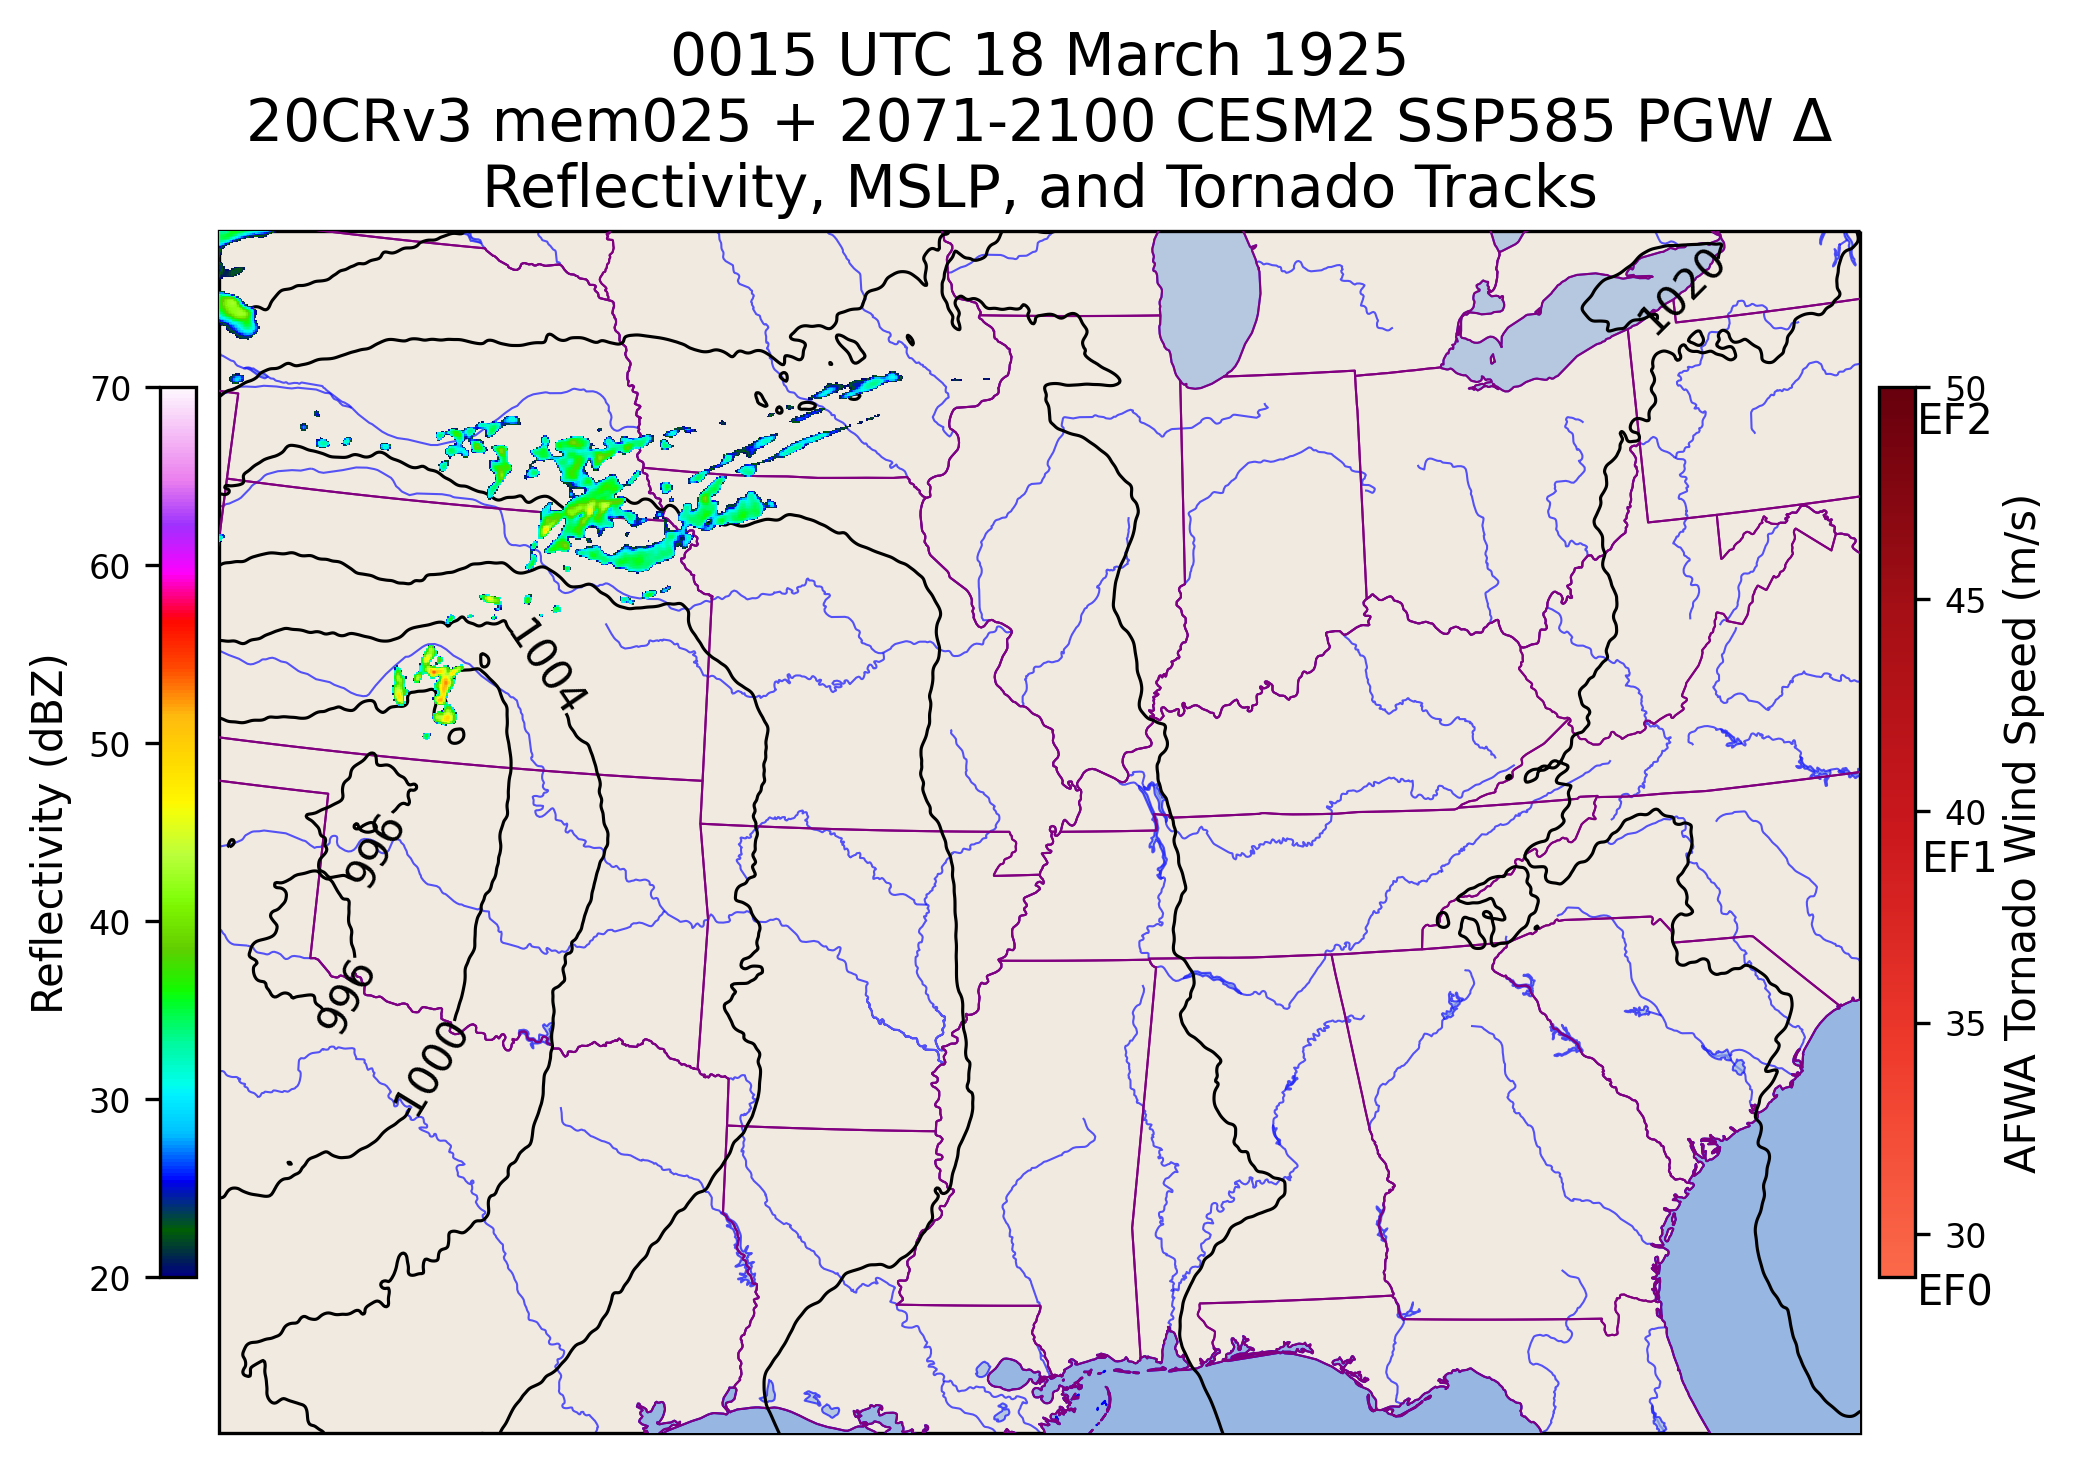 0015 UTC 18 March 1925
20CRv3 mem025 + 2071-2100 CESM2 SSP585 PGW Δ
Reflectivity, MSLP, and Tornado Tracks
1020
1004
996
996
1000
70
60
50
40
30
20
Reflectivity (dBZ)
50
EF2
45
40
EF1
35
30
EF0
AFWA Tornado Wind Speed (m/s)